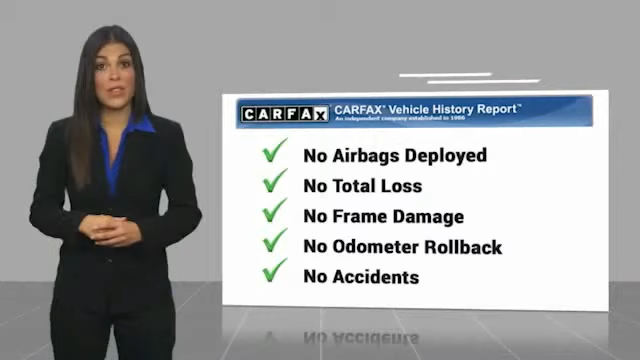 CARFAX CARFAX® Vehicle History Report™
An independent company established in 1986
No Airbags Deployed
No Total Loss
No Frame Damage
No Odometer Rollback
No Accidents